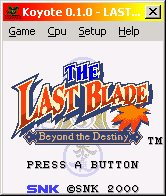 Koyote 0.1.0 - LAST...
Game Cpu Setup Help
THE
LAST BLADE
Beyond the Destiny
TM
PRESS A BUTTON
SNK ©SNK 2000